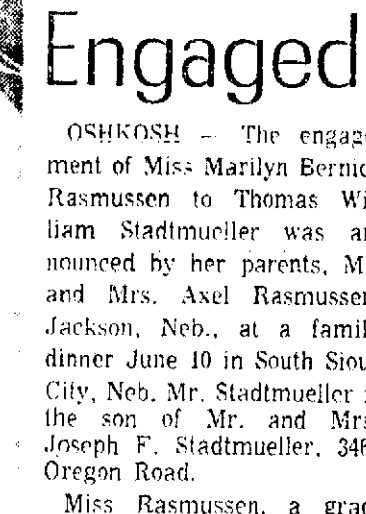 Engaged
OSHKOSH – The engage
ment of Miss Marilyn Bernic
Rasmussen to Thomas Wi
liam Stadtmueller was an
nounced by her parents, M
and Mrs. Axel Rasmussen
Jackson, Neb., at a famil
dinner June 10 in South Siou
City, Neb. Mr. Stadtmueller i
the son of Mr. and Mrs
Joseph F. Stadtmueller, 346
Oregon Road.
Miss Rasmussen, a grad